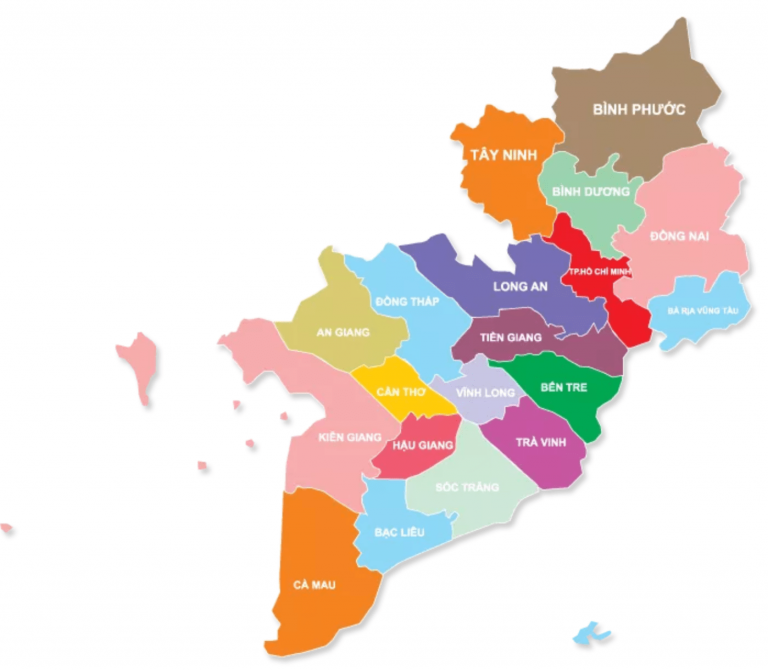 BÌNH PHƯỚC
TÂY NINH
BÌNH DƯƠNG
ĐỒNG NAI
TP.HỒ CHÍ MINH
LONG AN
ĐỒNG THÁP
BÀ RỊA VŨNG TÀU
AN GIANG
TIỀN GIANG
CẦN THƠ
VĨNH LONG
BẾN TRE
KIÊN GIANG
HẬU GIANG
TRÀ VINH
SÓC TRĂNG
BẠC LIÊU
CÀ MAU